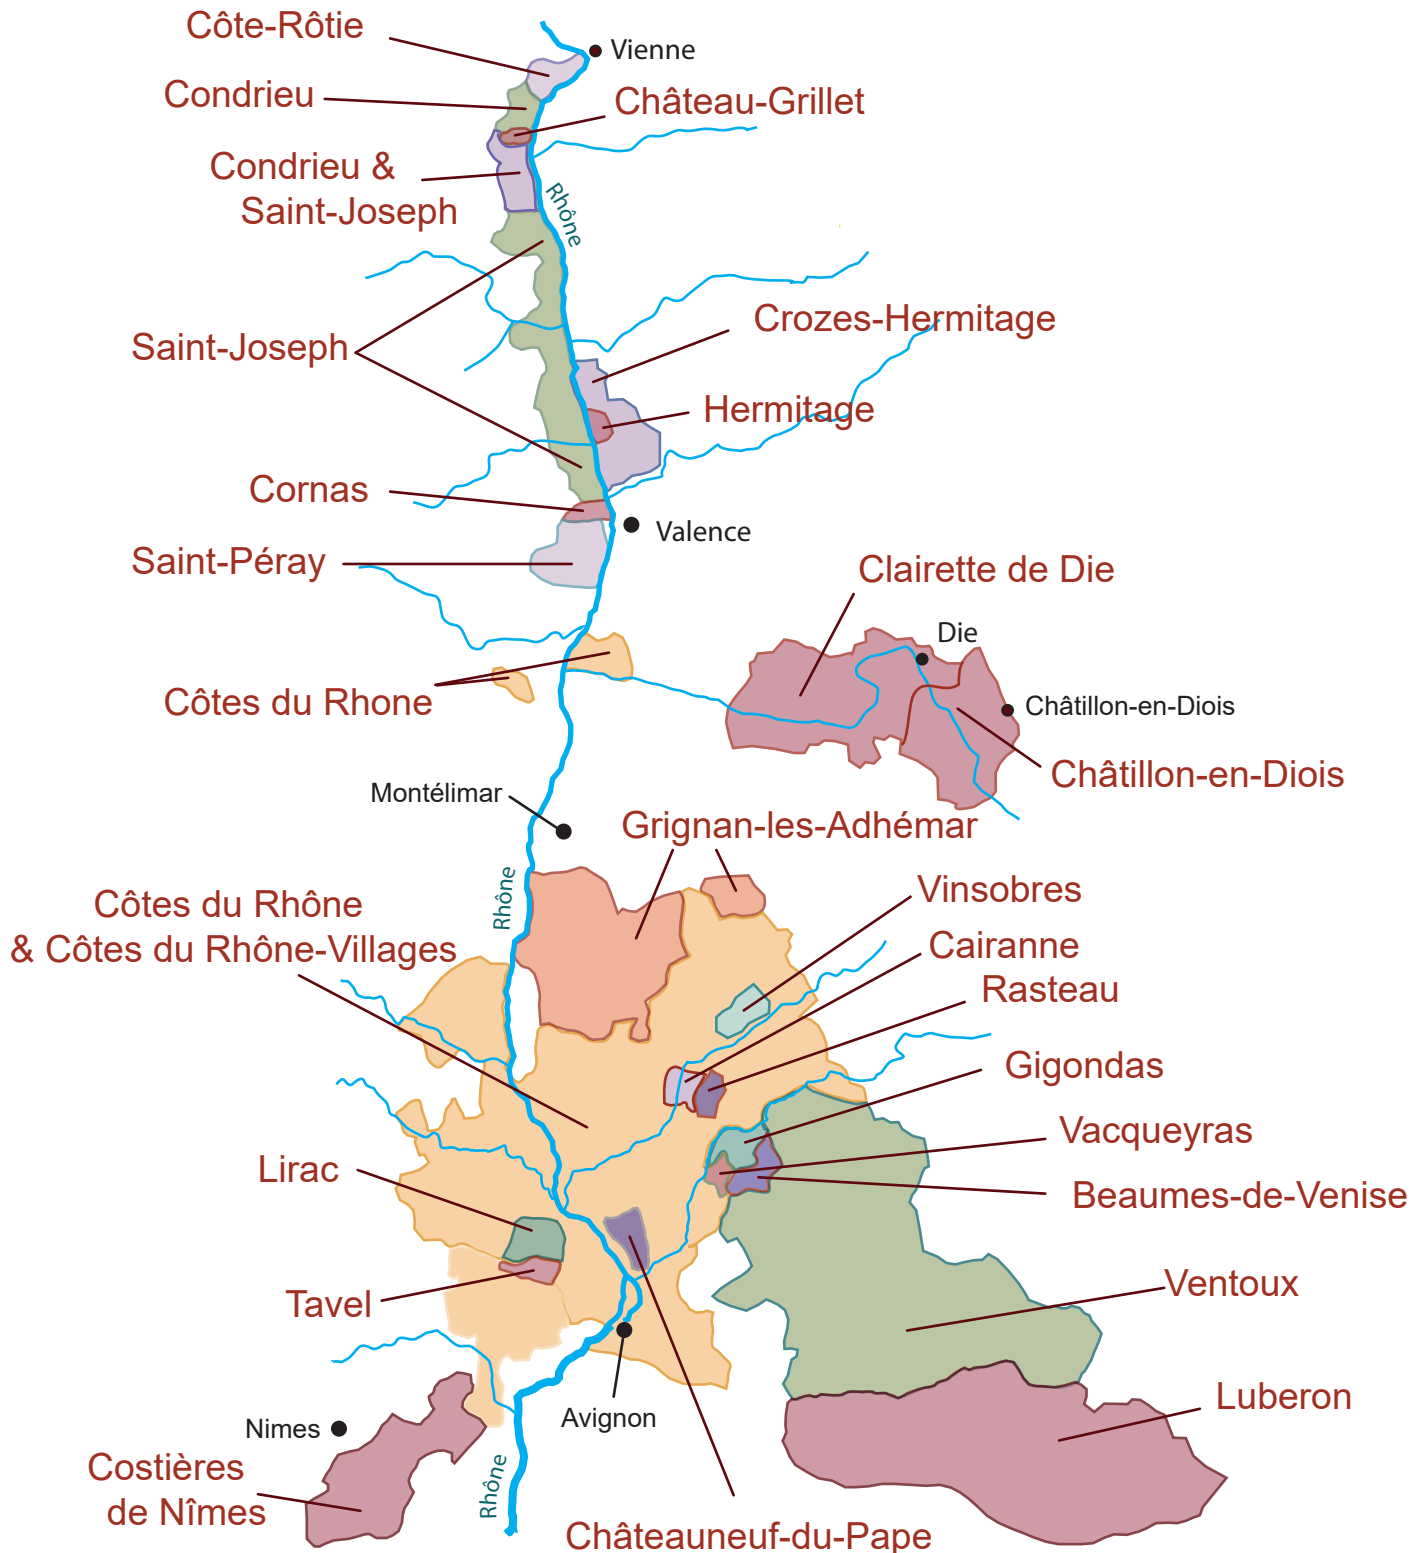 Côte-Rôtie
Vienne
Condrieu
Château-Grillet
Condrieu &
Saint-Joseph
Rhône
Crozes-Hermitage
Saint-Joseph
Hermitage
Cornas
Valence
Saint-Péray
Clairette de Die
Die
Côtes du Rhone
Châtillon-en-Diois
Châtillon-en-Diois
Montélimar
Grignan-les-Adhémar
Rhône
Vinsobres
Côtes du Rhône
& Côtes du Rhône-Villages
Cairanne
Rasteau
Gigondas
Vacqueyras
Lirac
Beaumes-de-Venise
Ventoux
Tavel
Luberon
Avignon
Nimes
Costières
de Nîmes
Rhône
Châteauneuf-du-Pape